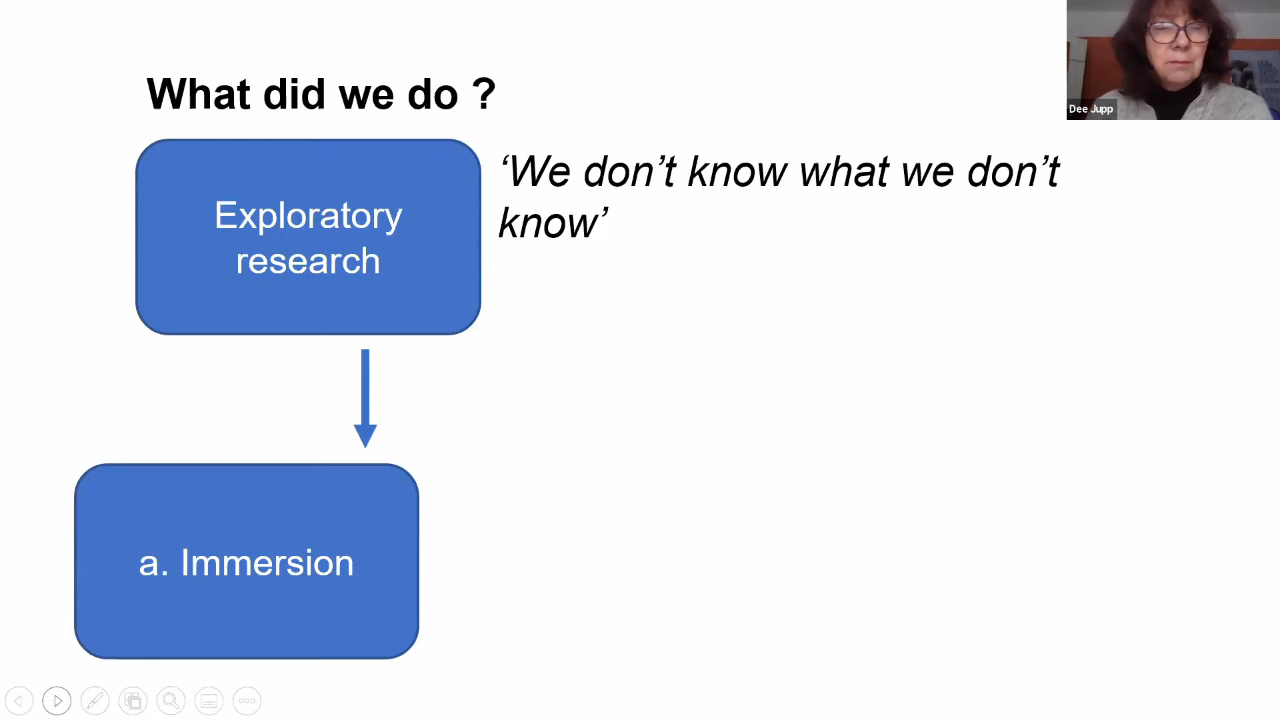 What did we do ?
Exploratory
research
‘We don’t know what we don’t
know’
a. Immersion
Dee Jupp